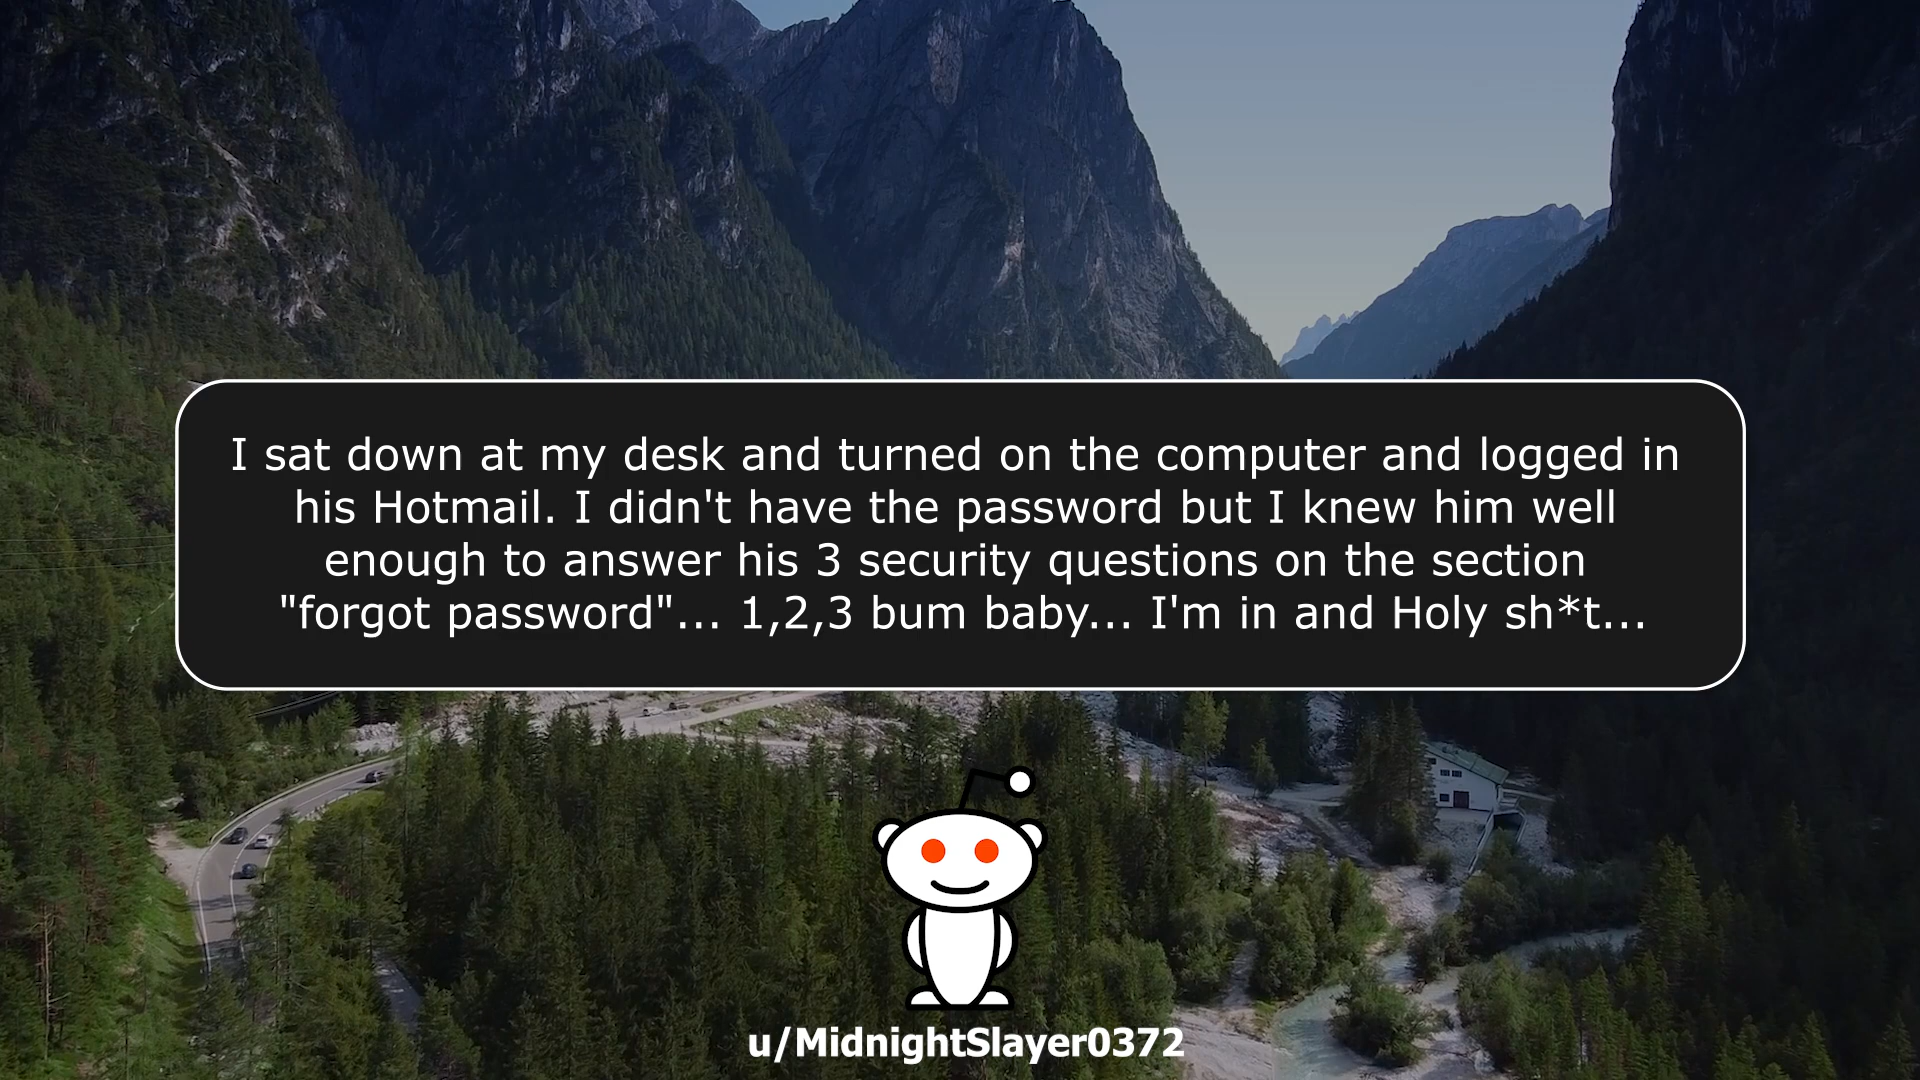 I sat down at my desk and turned on the computer and logged in
his Hotmail. I didn't have the password but I knew him well
enough to answer his 3 security questions on the section
"forgot password"... 1,2,3 bum baby... I'm in and Holy sh*t...
u/MidnightSlayer0372